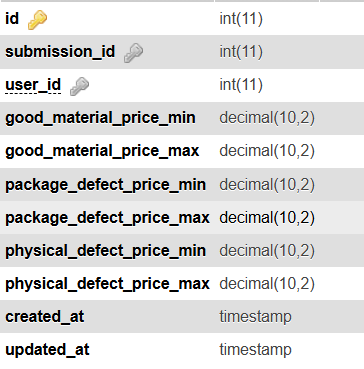 id int(11)
submission_id int(11)
user_id int(11)
good_material_price_min decimal(10,2)
good_material_price_max decimal(10,2)
package_defect_price_min decimal(10,2)
package_defect_price_max decimal(10,2)
physical_defect_price_min decimal(10,2)
physical_defect_price_max decimal(10,2)
created_at timestamp
updated_at timestamp